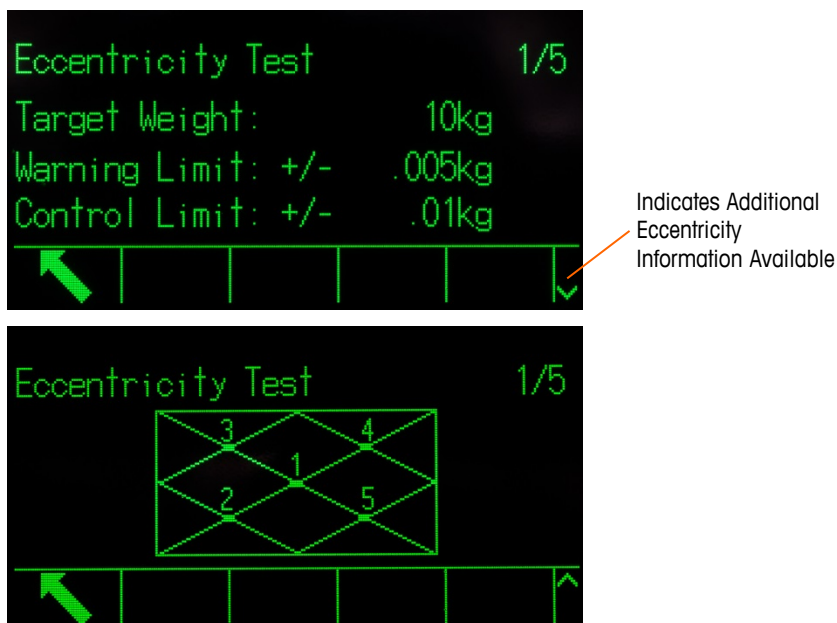 Eccentricity Test 1/5
Target Weight: 10kg
Warning Limit: +/- .005kg
Control Limit: +/- .01kg
Indicates Additional
Eccentricity
Information Available
Eccentricity Test 1/5
3 4
1
2 5